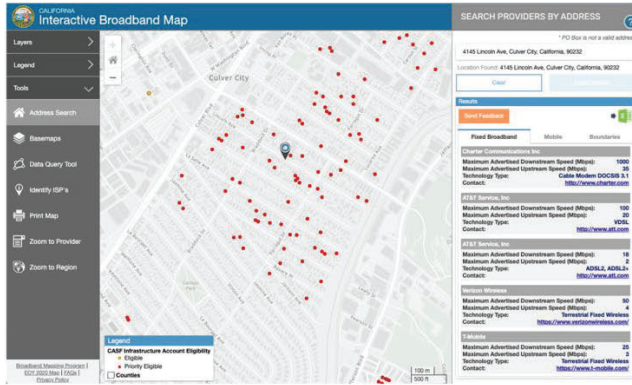 CALIFORNIA
Interactive Broadband Map
Layers
Legend
Tools
Address Search
Basemaps
Data Query Tool
Identify ISP's
Print Map
Zoom to Provider
Zoom to Region
Broadband Mapping Program |
EOY 2020 Map | FAQs |
Privacy Policy
Culver City
Legend
CASF Infrastructure Account Eligibility
Eligible
Priority Eligible
Counties
100 m
500 ft
SEARCH PROVIDERS BY ADDRESS
* PO Box is not a valid addres
4145 Lincoln Ave, Culver City, California, 90232
Location Found: 4145 Lincoln Ave, Culver City, California, 90232
Clear
Results
Send Feedback
Fixed Broadband Mobile Boundaries
Charter Communications Inc
Maximum Advertised Downstream Speed (Mbps): 1000
Maximum Advertised Upstream Speed (Mbps): 35
Technology Type: Cable Modem DOCSIS 3.1
Contact: http://www.charter.com
AT&T Service, Inc
Maximum Advertised Downstream Speed (Mbps): 100
Maximum Advertised Upstream Speed (Mbps): 20
Technology Type: VDSL
Contact: http://www.att.com
AT&T Service, Inc
Maximum Advertised Downstream Speed (Mbps): 18
Maximum Advertised Upstream Speed (Mbps): 2
Technology Type: ADSL2, ADSL2+
Contact: http://www.att.com
Verizon Wireless
Maximum Advertised Downstream Speed (Mbps): 50
Maximum Advertised Upstream Speed (Mbps): 4
Technology Type: Terrestrial Fixed Wireless
Contact: https://www.verizonwireless.com/
T-Mobile
Maximum Advertised Downstream Speed (Mbps): 25
Maximum Advertised Upstream Speed (Mbps): 3
Technology Type: Terrestrial Fixed Wireless
Contact: https://www.t-mobile.com/